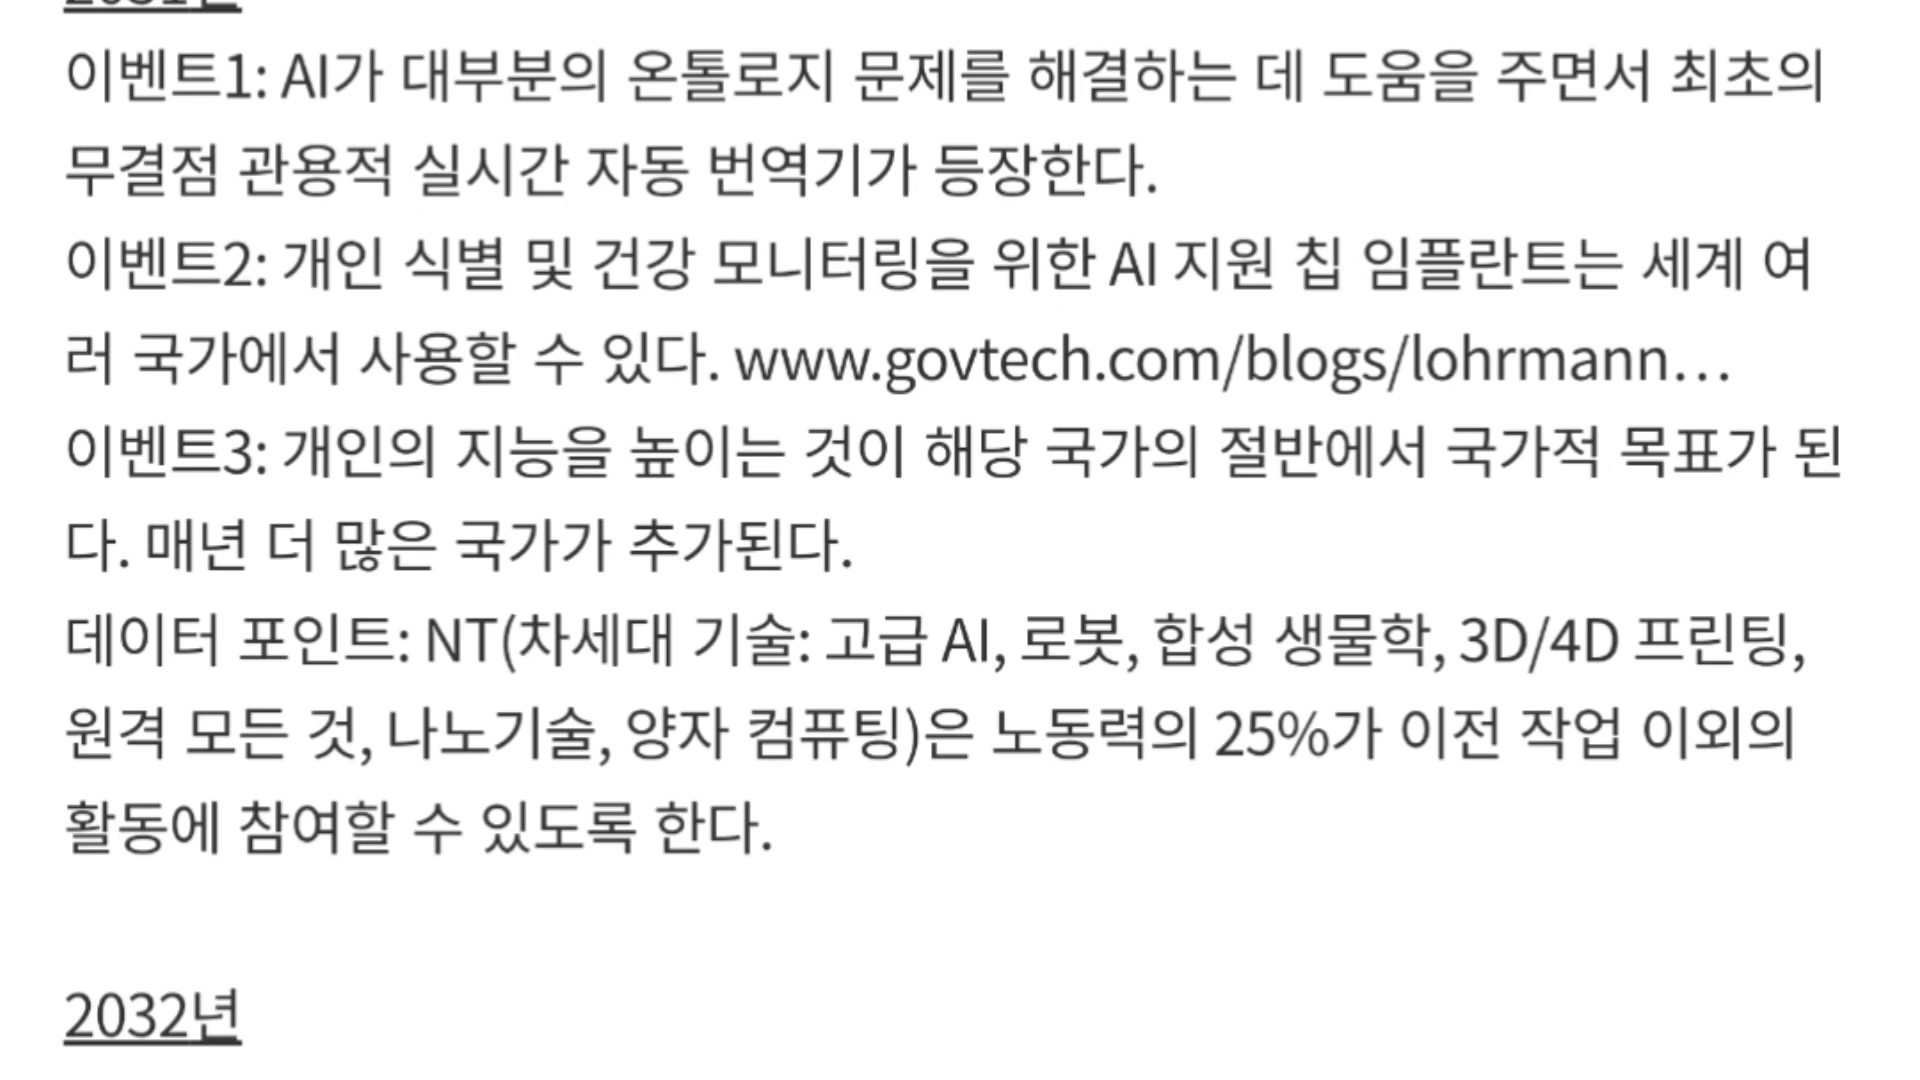 2031년
이벤트1: AI가 대부분의 온톨로지 문제를 해결하는 데 도움을 주면서 최초의
무결점 관용적 실시간 자동 번역기가 등장한다.
이벤트2: 개인 식별 및 건강 모니터링을 위한 AI 지원 칩 임플란트는 세계 여
러 국가에서 사용할 수 있다. www.govtech.com/blogs/lohrmann…
이벤트3: 개인의 지능을 높이는 것이 해당 국가의 절반에서 국가적 목표가 된
다. 매년 더 많은 국가가 추가된다.
데이터 포인트: NT(차세대 기술: 고급 AI, 로봇, 합성 생물학, 3D/4D 프린팅,
원격 모든 것, 나노기술, 양자 컴퓨팅)은 노동력의 25%가 이전 작업 이외의
활동에 참여할 수 있도록 한다.
2032년